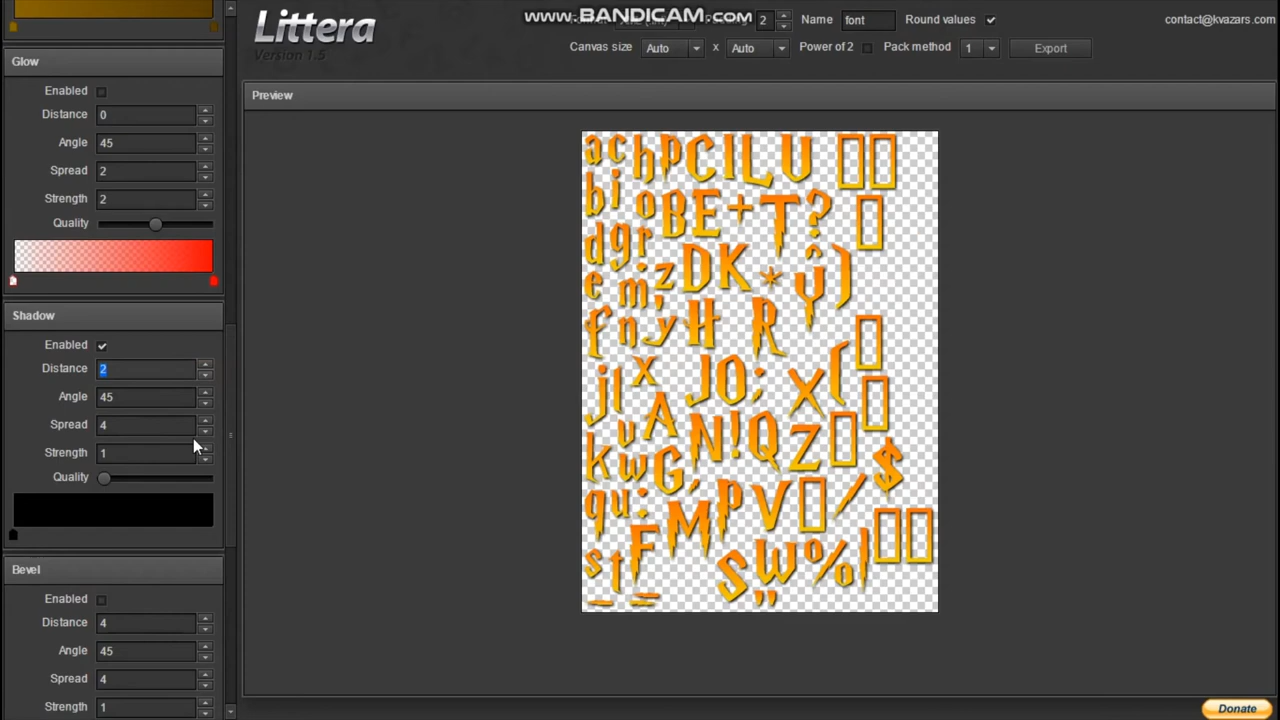 www.BANDICAM.com
Littera
Version 1.5
2
Name
font
Round values
contact@kvazars.com
Canvas size
Auto
x
Auto
Power of 2
Pack method
1
Export
Glow
Enabled
Distance
0
Angle
45
Spread
2
Strength
2
Quality
Shadow
Enabled
Distance
2
Angle
45
Spread
4
Strength
1
Quality
Bevel
Enabled
Distance
4
Angle
45
Spread
4
Strength
1
Preview
a c h p C I L U
b i o B E + T ?
d g r D K * Ŷ )
e m z
f n y H R
j l x J O ; X (
u A N ! Q Z
k w G , $
q u : M P V /
s t F S W % |
_ _ "
Donate